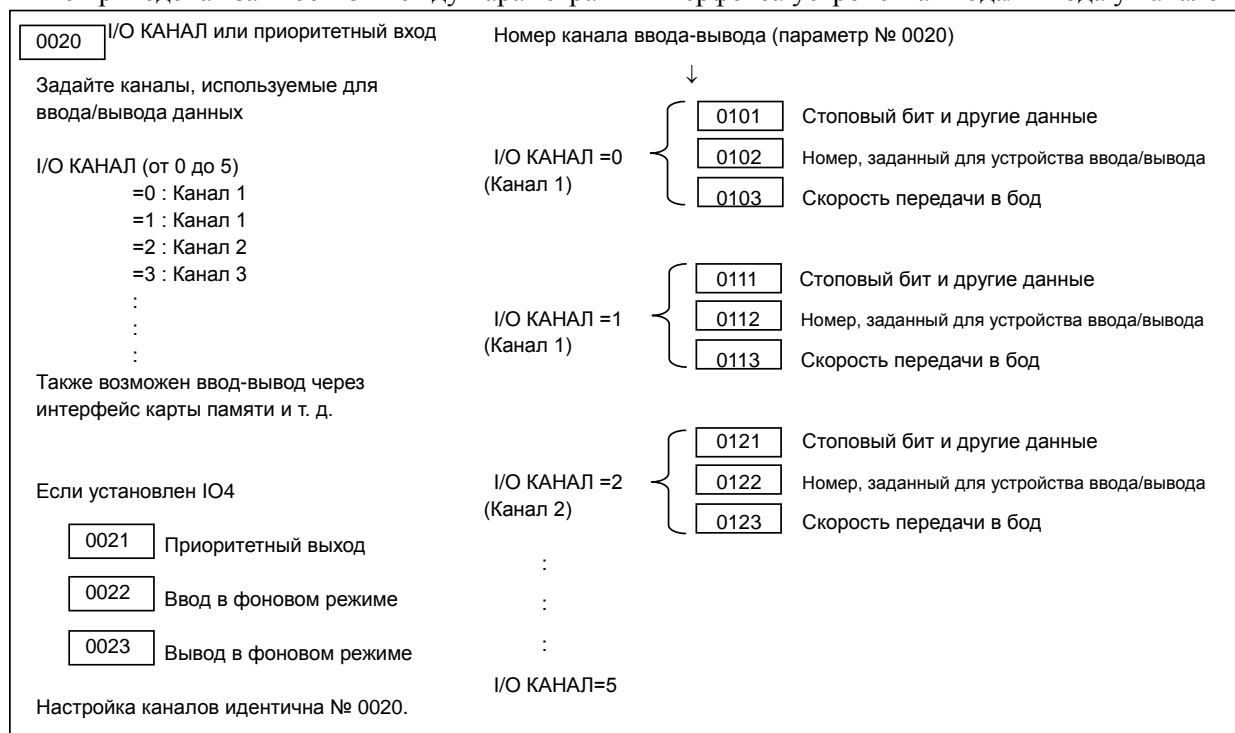 0020 I/O КАНАЛ или приоритетный вход
Задайте каналы, используемые для
ввода/вывода данных
I/O КАНАЛ (от 0 до 5)
=0 : Канал 1
=1 : Канал 1
=2 : Канал 2
=3 : Канал 3
:
:
:
Также возможен ввод-вывод через
интерфейс карты памяти и т. д.
Если установлен IO4
0021 Приоритетный выход
0022 Ввод в фоновом режиме
0023 Вывод в фоновом режиме
Настройка каналов идентична № 0020.
Номер канала ввода-вывода (параметр № 0020)
↓
I/O КАНАЛ =0
(Канал 1)
0101 Стоповый бит и другие данные
0102 Номер, заданный для устройства ввода/вывода
0103 Скорость передачи в бод
I/O КАНАЛ =1
(Канал 1)
0111 Стоповый бит и другие данные
0112 Номер, заданный для устройства ввода/вывода
0113 Скорость передачи в бод
I/O КАНАЛ =2
(Канал 2)
0121 Стоповый бит и другие данные
0122 Номер, заданный для устройства ввода/вывода
0123 Скорость передачи в бод
:
:
:
I/O КАНАЛ=5